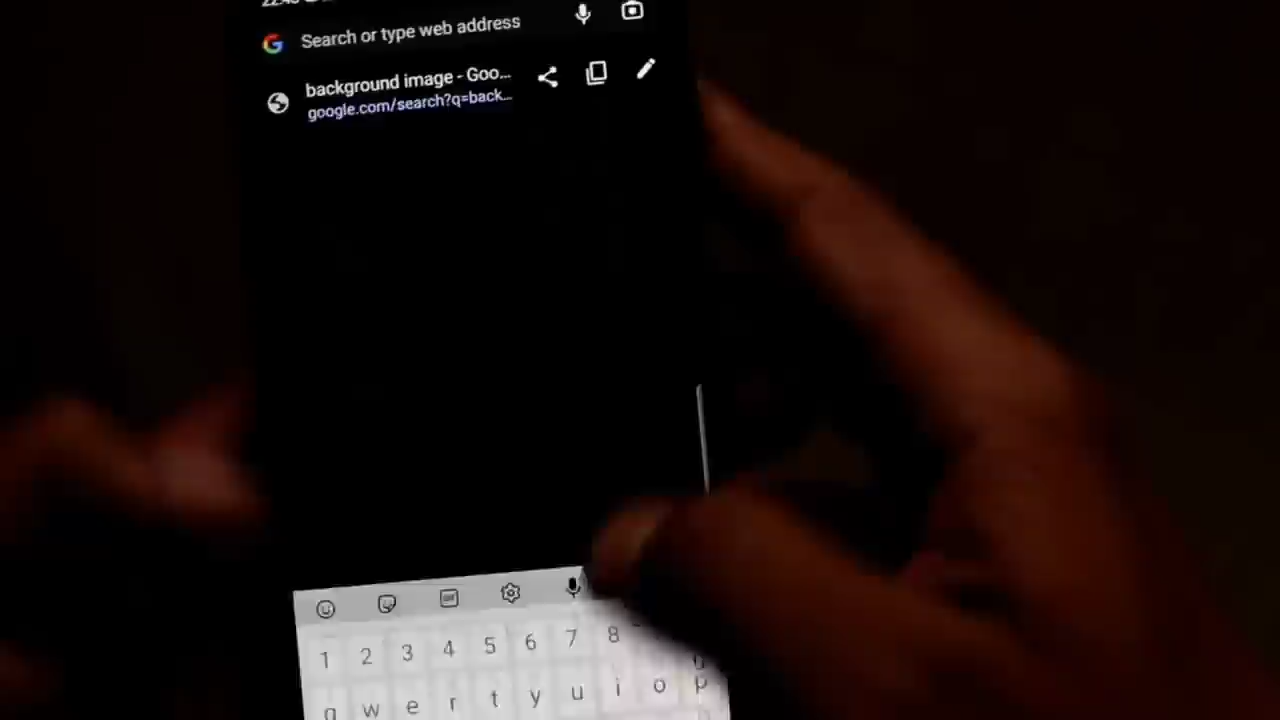 Search or type web address
background image - Goo...
google.com/search?q=back...
1 2 3 4 5 6 7 8
q w e r t y u i o p